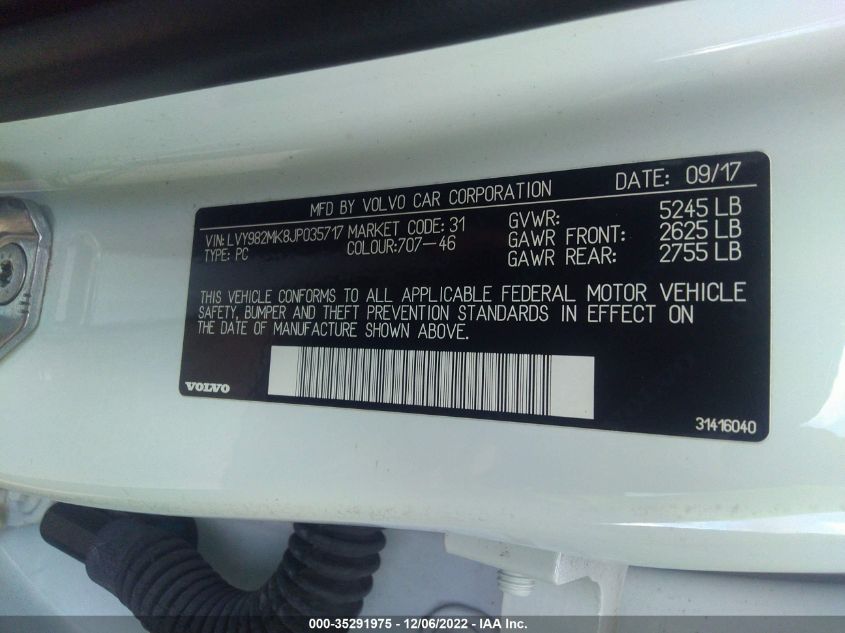 MFD BY VOLVO CAR CORPORATION DATE: 09/17
VIN: LVY982MK8JP035717 MARKET CODE: 31 GVWR: 5245 LB
TYPE: PC COLOUR:707-46 GAWR FRONT: 2625 LB
GAWR REAR: 2755 LB
THIS VEHICLE CONFORMS TO ALL APPLICABLE FEDERAL MOTOR VEHICLE
SAFETY, BUMPER AND THEFT PREVENTION STANDARDS IN EFFECT ON
THE DATE OF MANUFACTURE SHOWN ABOVE.
VOLVO
31416040
000-35291975 - 12/06/2022 - IAA Inc.